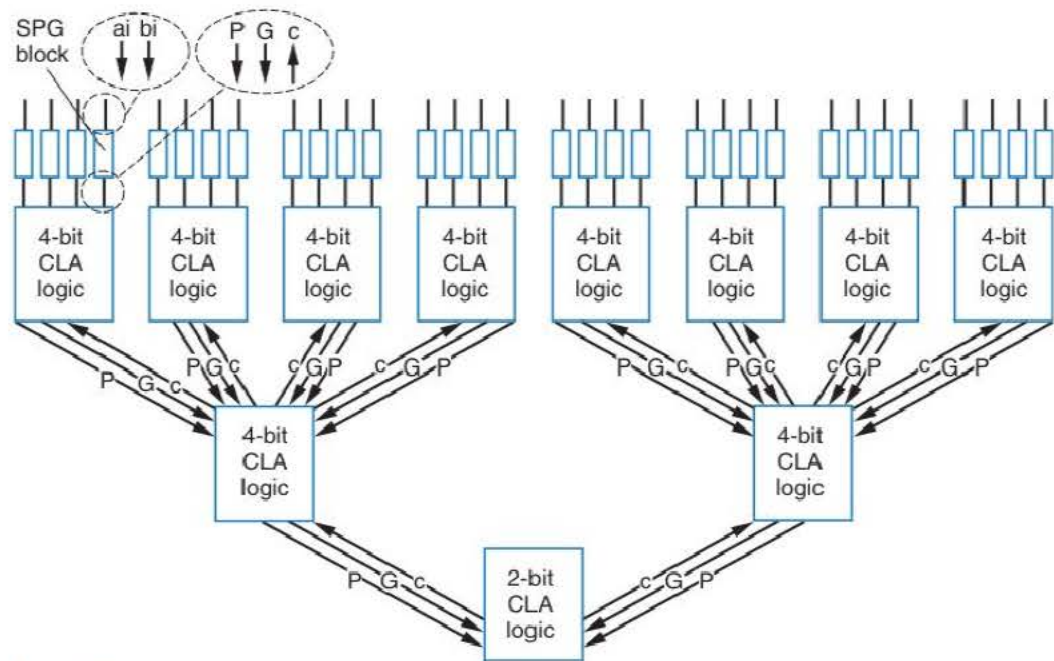 SPG
block
ai bi
P G c
4-bit
CLA
logic
4-bit
CLA
logic
4-bit
CLA
logic
4-bit
CLA
logic
4-bit
CLA
logic
4-bit
CLA
logic
4-bit
CLA
logic
4-bit
CLA
logic
P G c
P G c
c G P
c G P
P G c
P G c
c G P
c G P
4-bit
CLA
logic
4-bit
CLA
logic
P G c
c G P
2-bit
CLA
logic